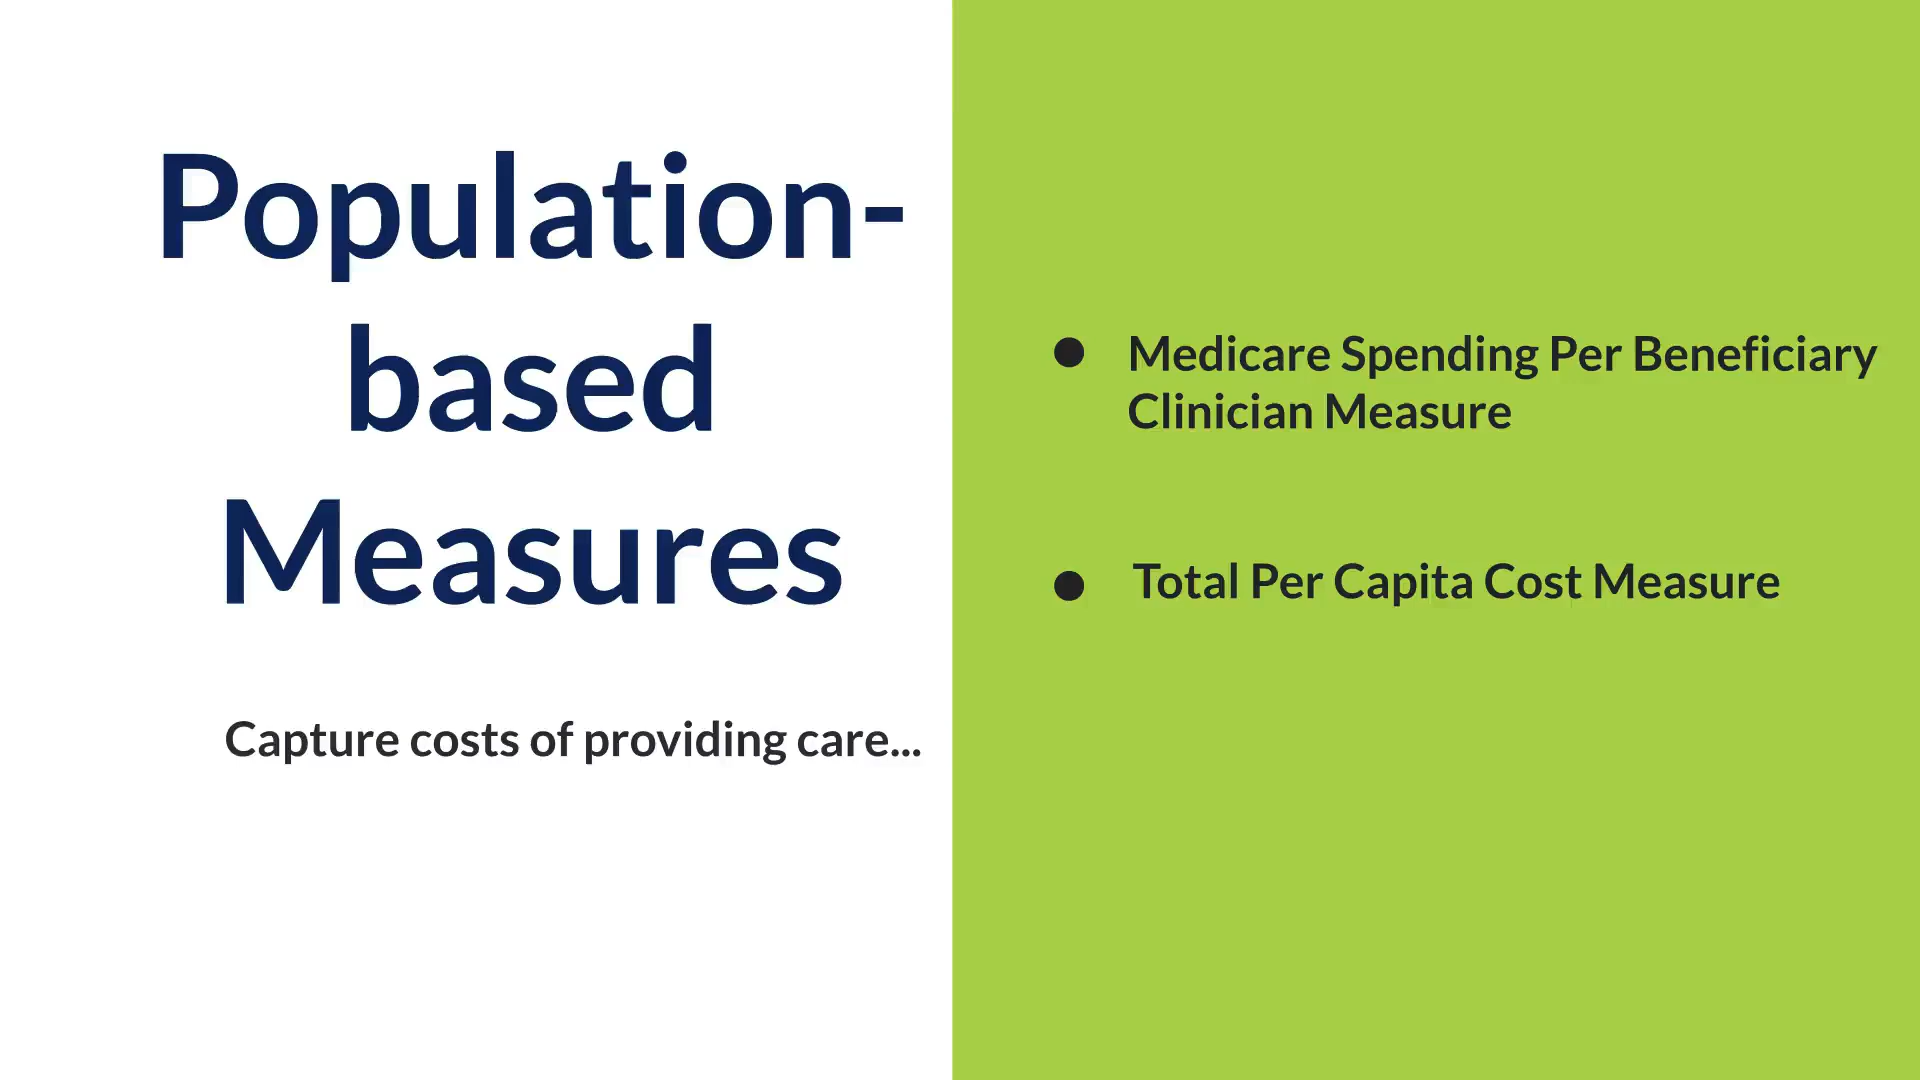 Population-
based
Measures
Capture costs of providing care...
● Medicare Spending Per Beneficiary
Clinician Measure
● Total Per Capita Cost Measure